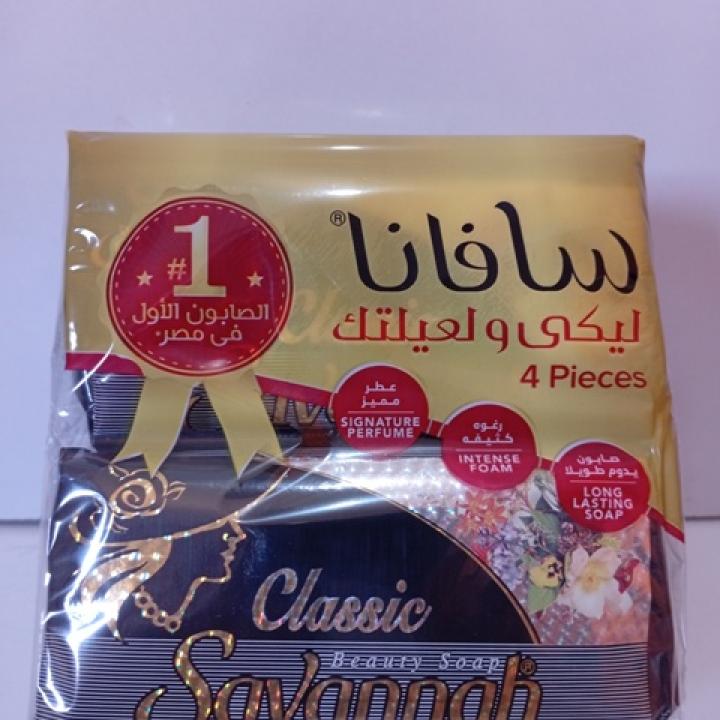 #1
الصابون الأول
فى مصر*
سافانا®
ليكى ولعيلتك
4 Pieces
عطر
مميز
SIGNATURE
PERFUME
رغوه
كثيفه
INTENSE
FOAM
صابون
يدوم طويلا
LONG
LASTING
SOAP
Classic
Beauty Soap
Savannah®